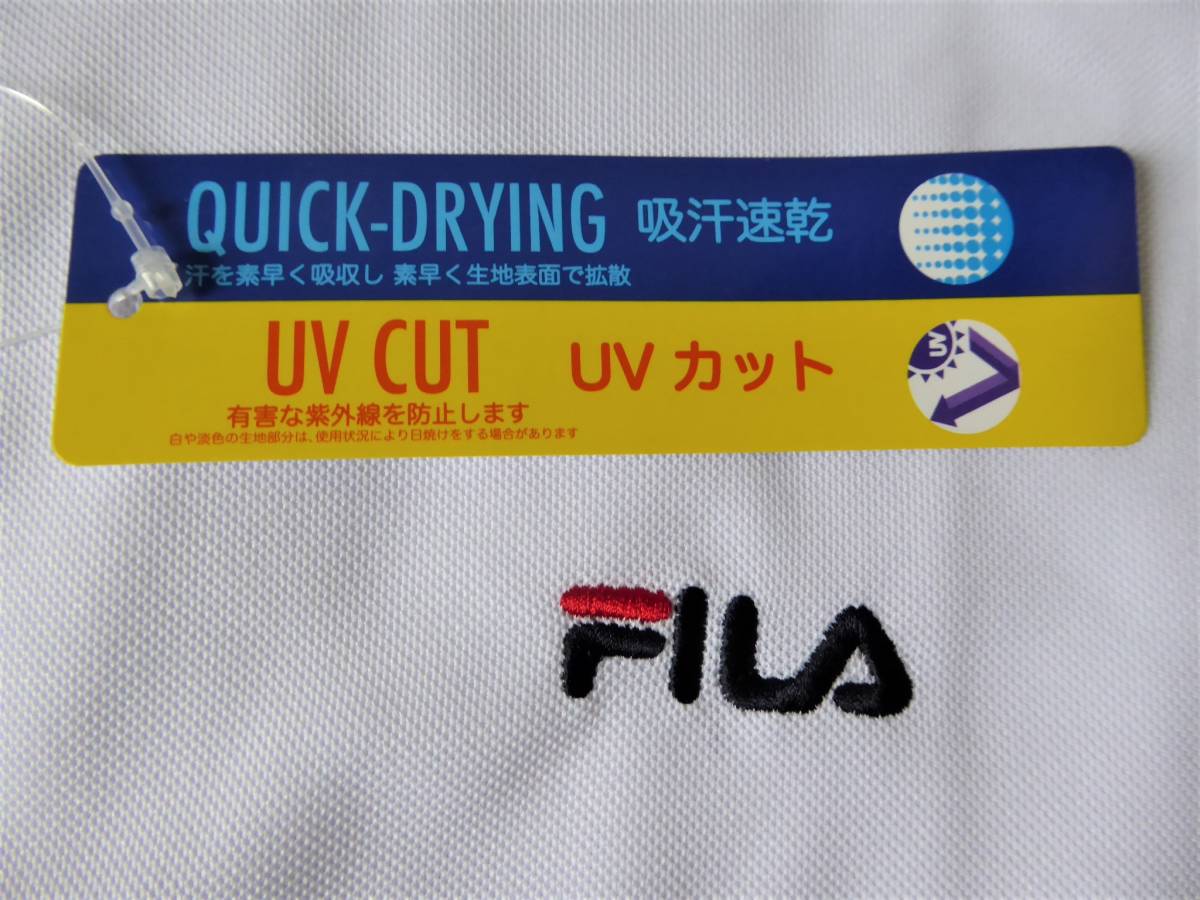 QUICK-DRYING 吸汗速乾
汗を素早く吸収し 素早く生地表面で拡散
UV CUT UVカット
UV
有害な紫外線を防止します
白や淡色の生地部分は、使用状況により日焼けをする場合があります
FILA